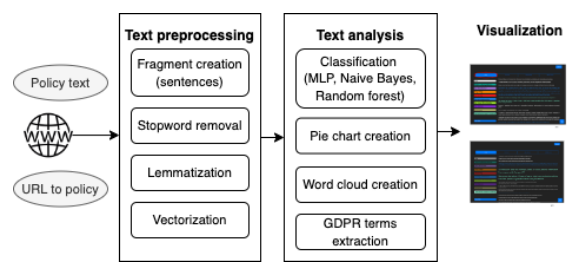 Policy text
WWW
URL to policy
Text preprocessing
Fragment creation
(sentences)
Stopword removal
Lemmatization
Vectorization
Text analysis
Classification
(MLP, Naive Bayes,
Random forest)
Pie chart creation
Word cloud creation
GDPR terms
extraction
Visualization